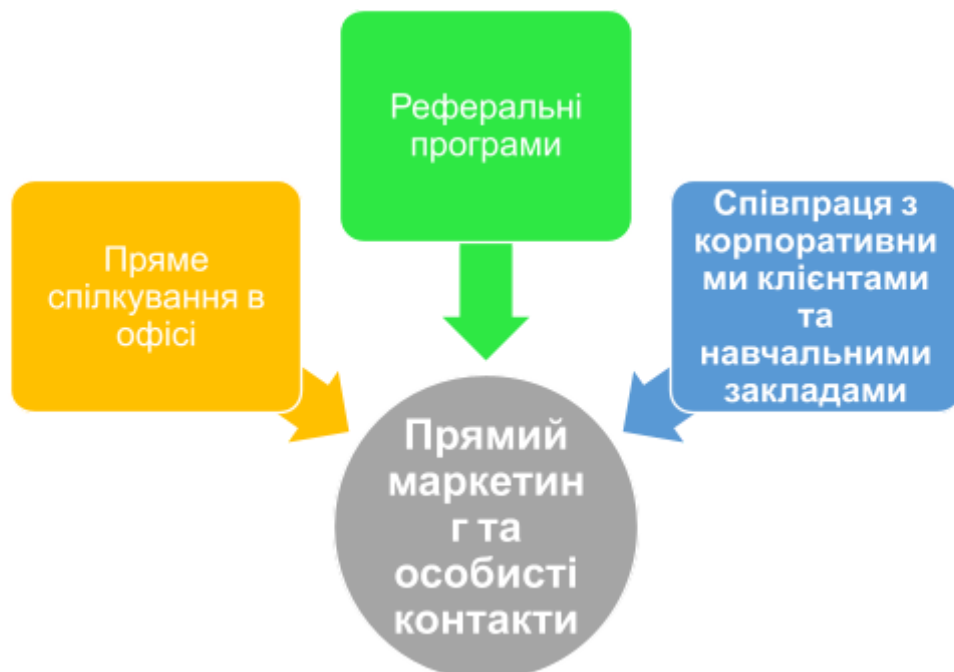 Реферальні
програми
Пряме
спілкування в
офісі
Співпраця з
корпоративни
ми клієнтами
та
навчальними
закладами
Прямий
маркетин
г та
особисті
контакти